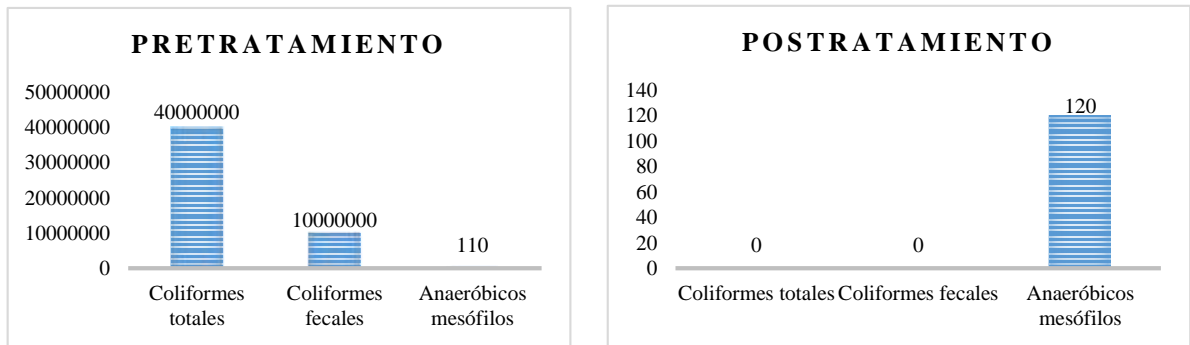 PRETRATAMIENTO
50000000
40000000
30000000
20000000
10000000
0
40000000
10000000
110
Coliformes totales
Coliformes fecales
Anaeróbicos mesófilos
POSTRATAMIENTO
140
120
100
80
60
40
20
0
0
0
120
Coliformes totales
Coliformes fecales
Anaeróbicos mesófilos